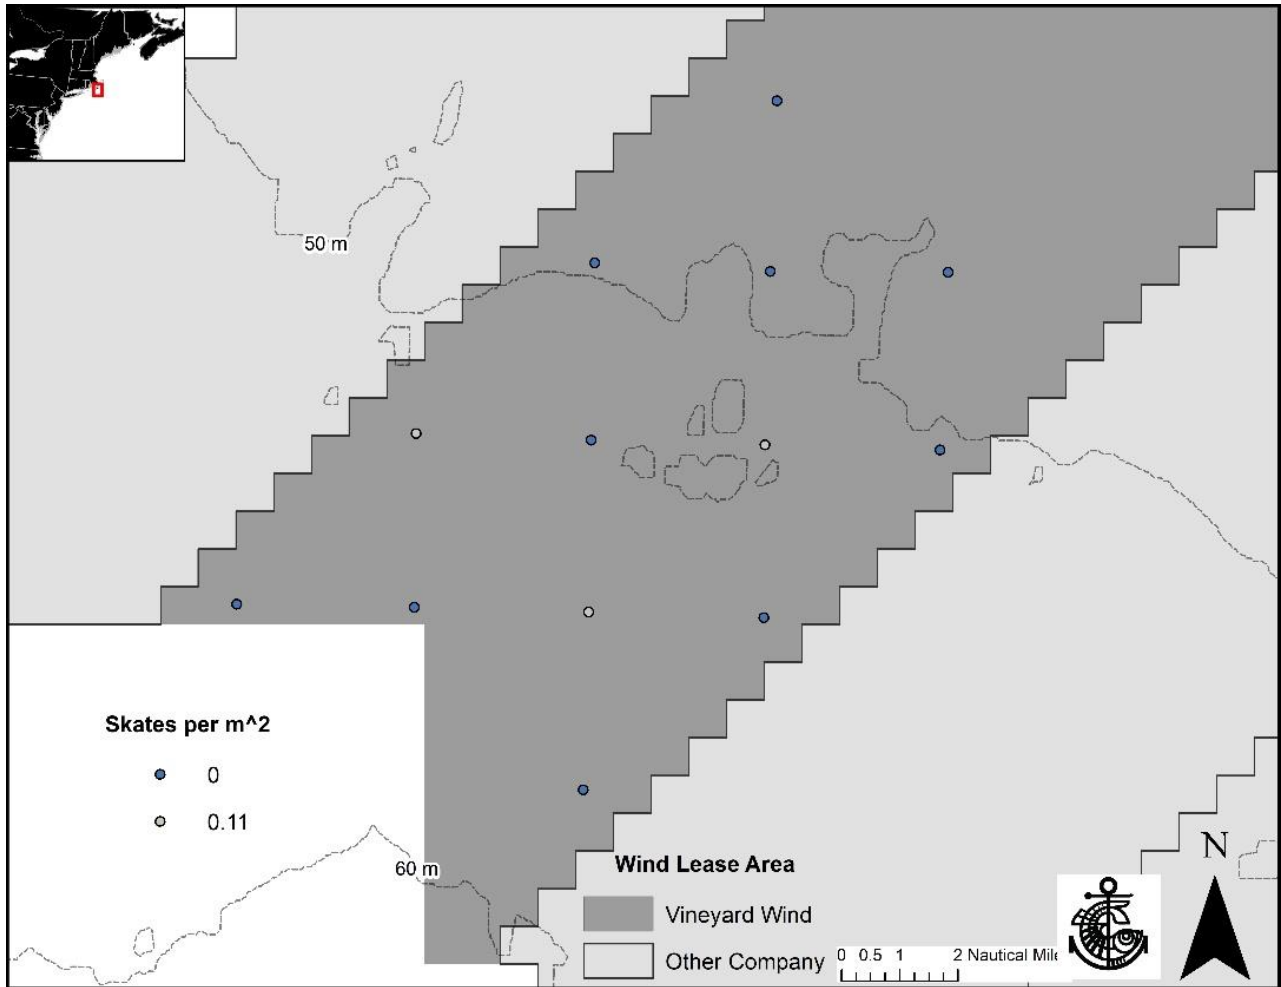 50 m
Skates per m^2
0
0.11
60 m
Wind Lease Area
Vineyard Wind
Other Company
0 0.5 1 2 Nautical Mile
N